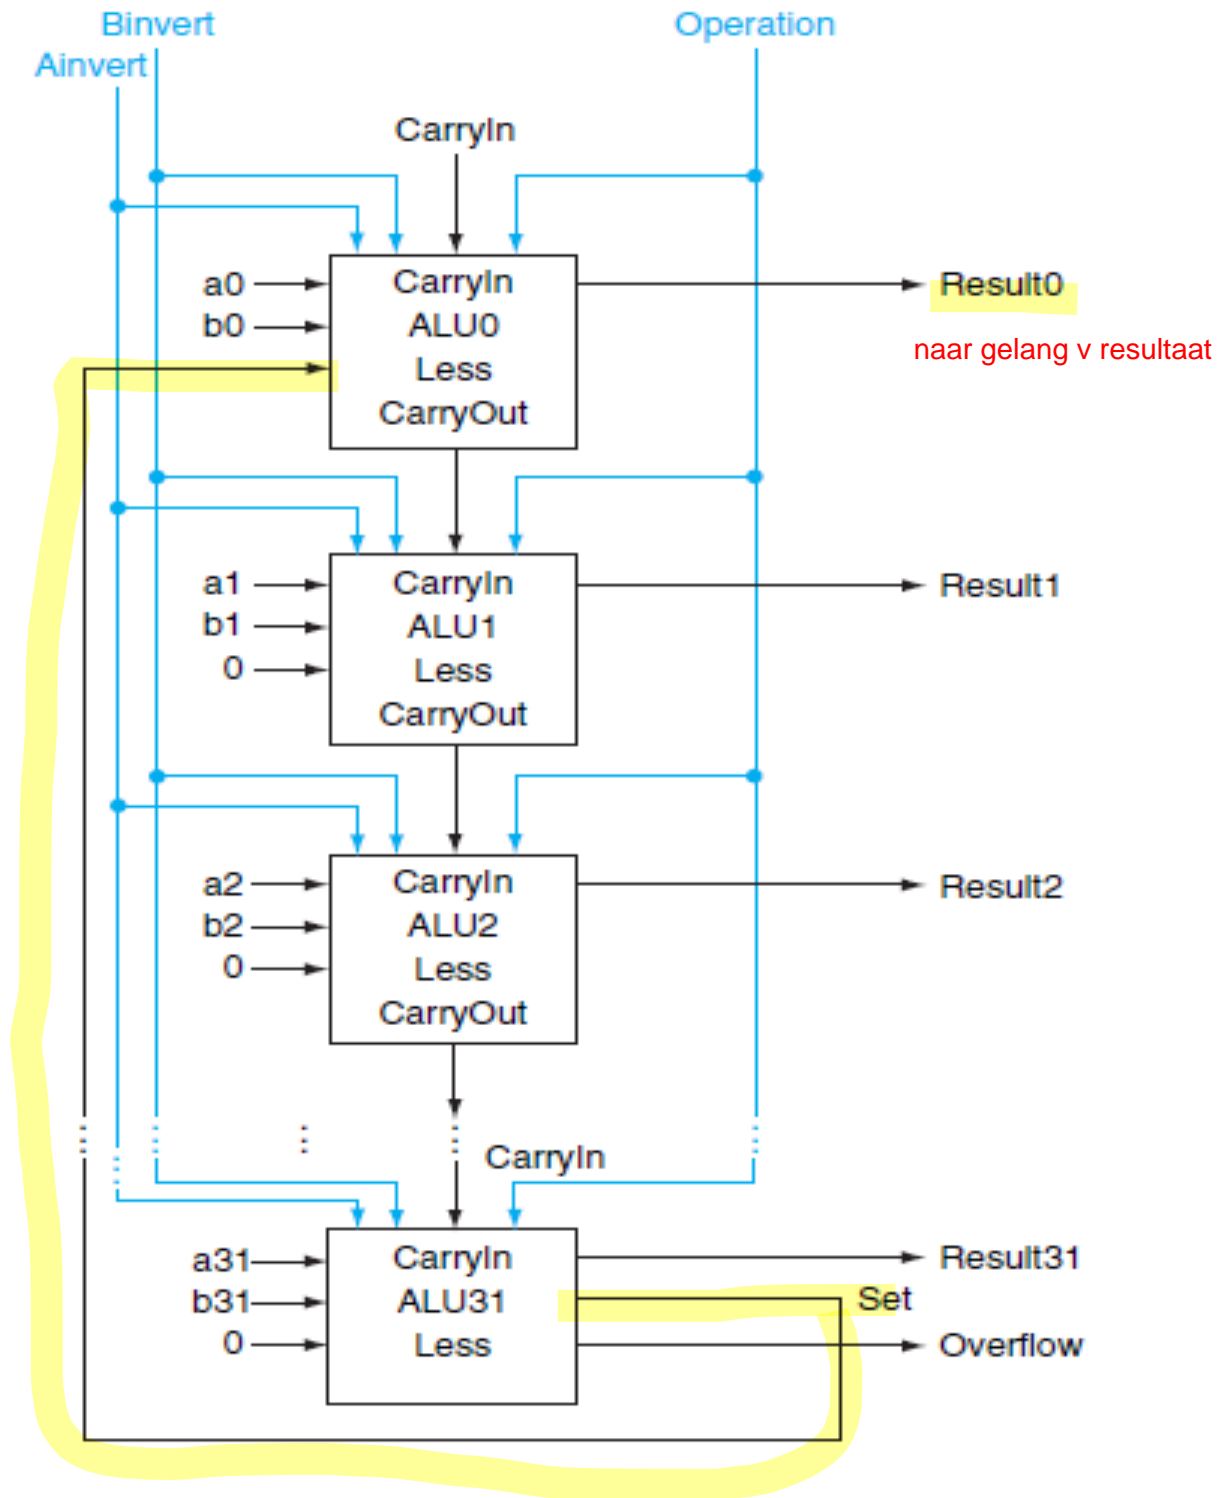 Binvert
Operation
Ainvert
CarryIn
a0
CarryIn
Result0
b0
ALU0
naar gelang v resultaat
Less
CarryOut
a1
CarryIn
Result1
b1
ALU1
0
Less
CarryOut
a2
CarryIn
Result2
b2
ALU2
0
Less
CarryOut
CarryIn
a31
CarryIn
Result31
b31
ALU31
Set
0
Less
Overflow